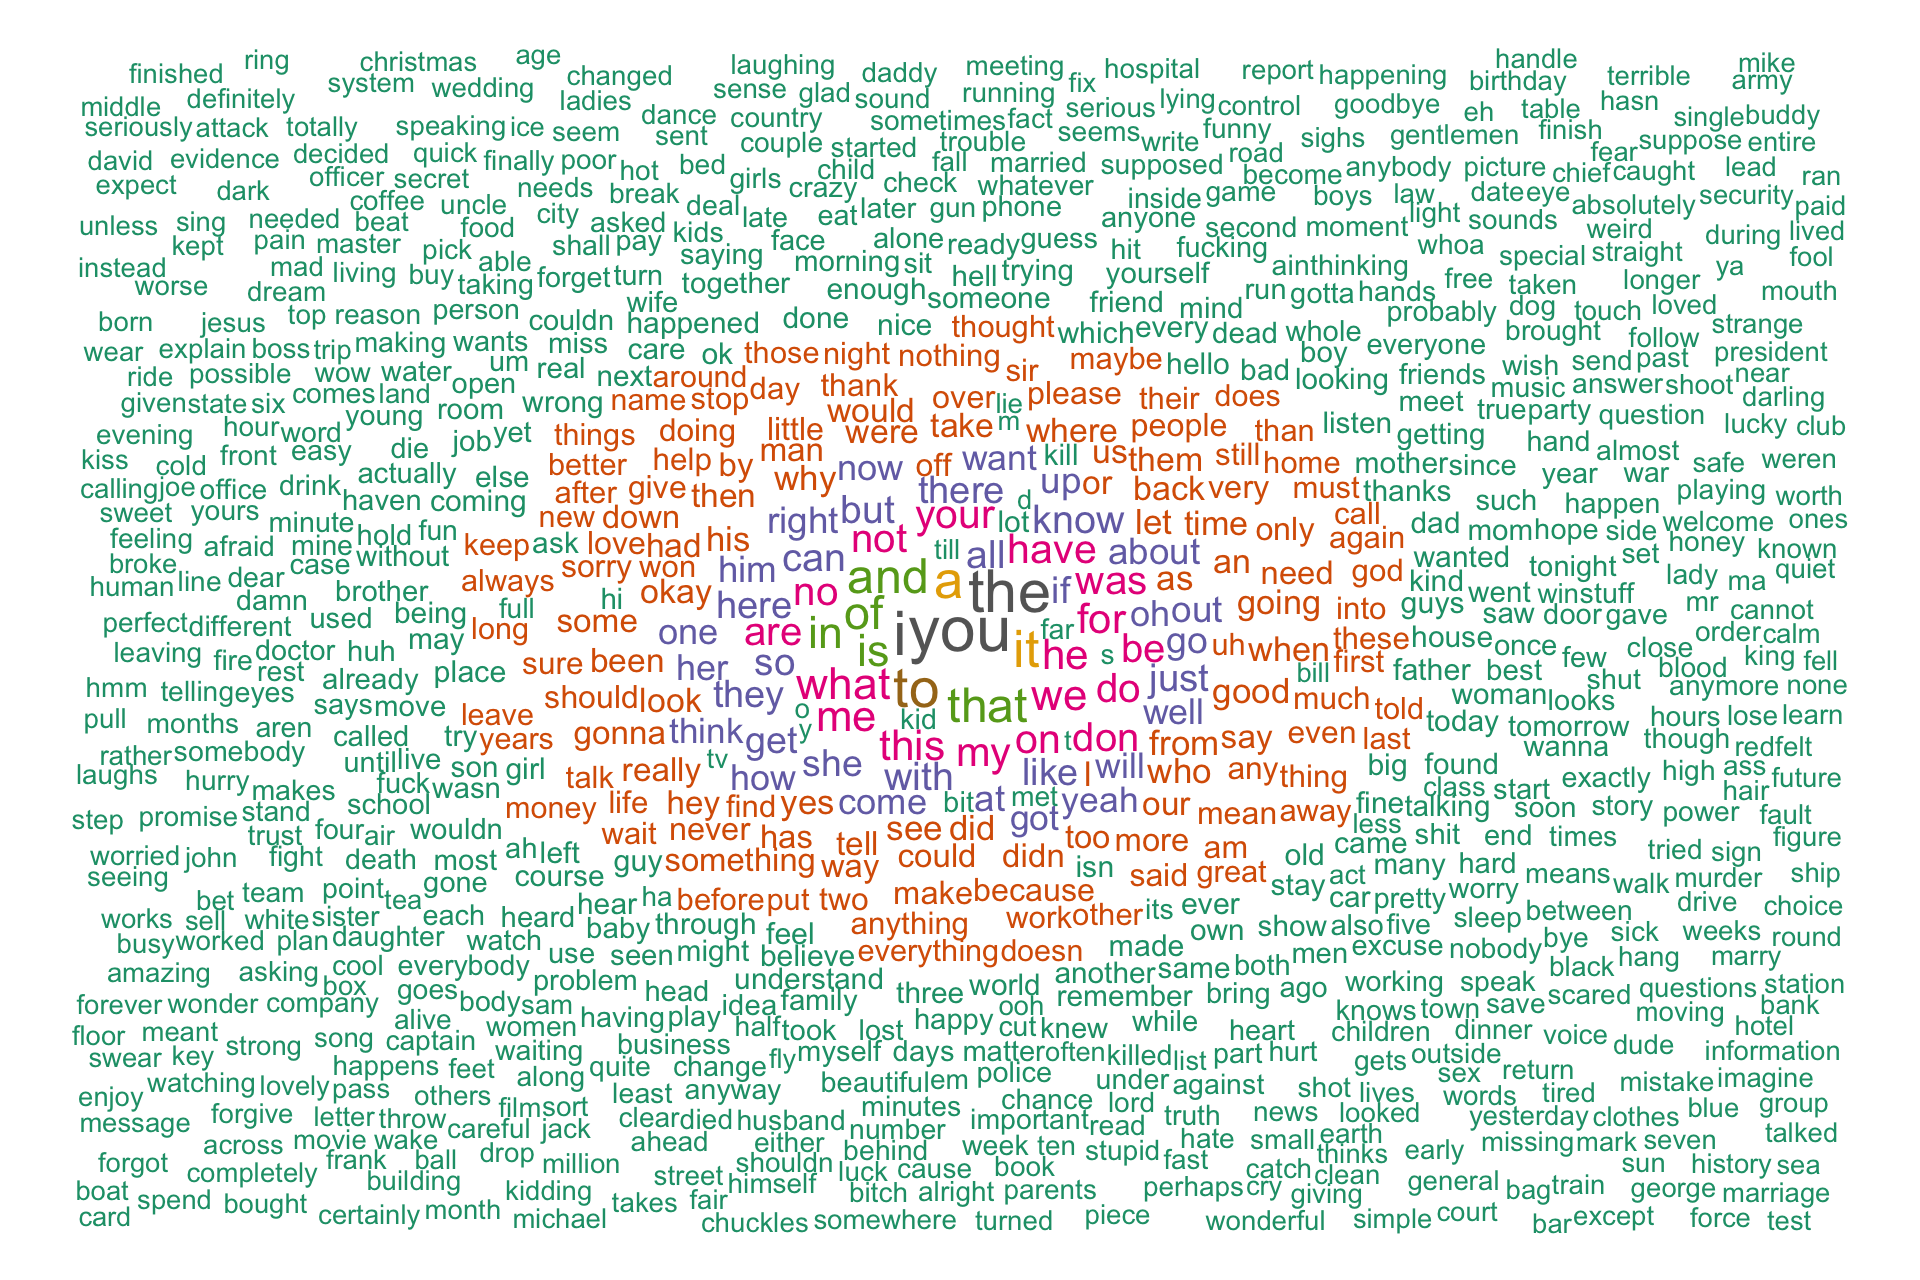 finished ring christmas age laughing daddy meeting hospital report happening handle mike
middle definitely system wedding changed sense glad sound running fix birthday terrible army
seriously attack totally speaking ice ladies dance country sometimes fact serious lying control goodbye eh table hasn single buddy
david evidence decided quick finally poor seem sent couple started trouble seems write funny sighs gentlemen finish fear suppose entire
expect dark officer secret needs hot break bed girls child crazy fall check married whatever supposed road become anybody picture chief caught lead ran
unless sing needed coffee beat uncle food city asked deal late eat later gun phone inside anyone game second boys moment law light date eye sounds absolutely weird security paid
instead kept pain master pick able shall pay kids saying face morning alone sit ready guess hit fucking whoa special straight during lived fool
worse mad dream living buy taking forget turn together enough hell trying someone yourself ain thinking run gotta hands free taken longer ya mouth
born jesus top reason person couldn wife happened done nice thought friend which mind every dead whole probably dog touch loved strange
wear explain boss trip making wants miss care ok those night nothing sir maybe hello bad boy everyone brought wish send follow past president
ride possible wow water um open real next around day thank over lie please their does looking friends music answer shoot near darling
given state six comes land young room wrong name stop would little were take m where people than listen meet true party question lucky club
evening hour word easy die job yet things doing man now off want kill us them still home getting hand almost
kiss cold front actually else better help by why there up or back very must mother since year war safe weren
calling joe office drink haven coming after give then right but your d lot know let time only call thanks such happen playing worth
sweet yours minute hold fun new down his not till all have about again dad mom hope side welcome ones
feeling afraid mine without keep ask love had him can and a the if was as an need god wanted tonight set honey known
broke human line dear case brother always sorry won okay here no of i you for oh out going into kind went win stuff lady ma quiet
damn used being full hi some one are in is it far he s be go uh when these guys saw door gave mr cannot
perfect different may long sure been her so what to we do just good much first house once few close order calm
leaving fire doctor huh rest already place should look they o me kid that well bill father best shut blood king fell
hmm telling eyes says move leave think get y this my on t don from say even told woman looks anymore none
pull months aren called try years gonna really tv how she with like l will who any last today tomorrow hours lose learn
rather somebody until live son girl talk life hey find yes come bit at met yeah our mean thing big found wanna though red felt
laughs hurry makes fuck wasn money away fine class start exactly high ass future
step promise stand school wait never has tell see did got too more am less talking soon story power hair fault
worried john trust four air wouldn ah left guy something way could didn isn said great old came shit end times tried sign figure
seeing fight death most course hear ha before put two make because stay act many hard means walk murder ship
bet team point tea gone baby through feel anything work other its ever car pretty worry between drive choice
works sell white sister each heard seen might believe everything doesn made own show also five sleep bye sick weeks round
busy worked plan daughter watch use understand another same both men excuse nobody black hang marry
amazing asking cool everybody problem head idea family three world ooh remember bring ago working speak scared questions station
forever wonder company box goes body sam having play half took lost happy cut knew while heart knows town save moving bank
floor meant strong song alive captain women business change fly myself days matter often killed list part hurt children dinner voice dude hotel
swear key happens feet waiting along quite anyway beautiful em police under against shot lives gets outside sex return information
enjoy watching lovely pass others film sort least minutes chance lord truth news looked words tired mistake imagine
message forgive letter throw careful jack clear died husband number important read hate small earth yesterday clothes blue group
across movie wake drop ahead either behind week ten stupid fast thinks early missing mark seven talked
forgot completely frank ball million street shouldn himself luck cause book catch clean sun history sea
boat spend bought building kidding takes fair bitch alright parents perhaps cry giving general bag train george marriage
card certainly month michael chuckles somewhere turned piece wonderful simple court bar except force test